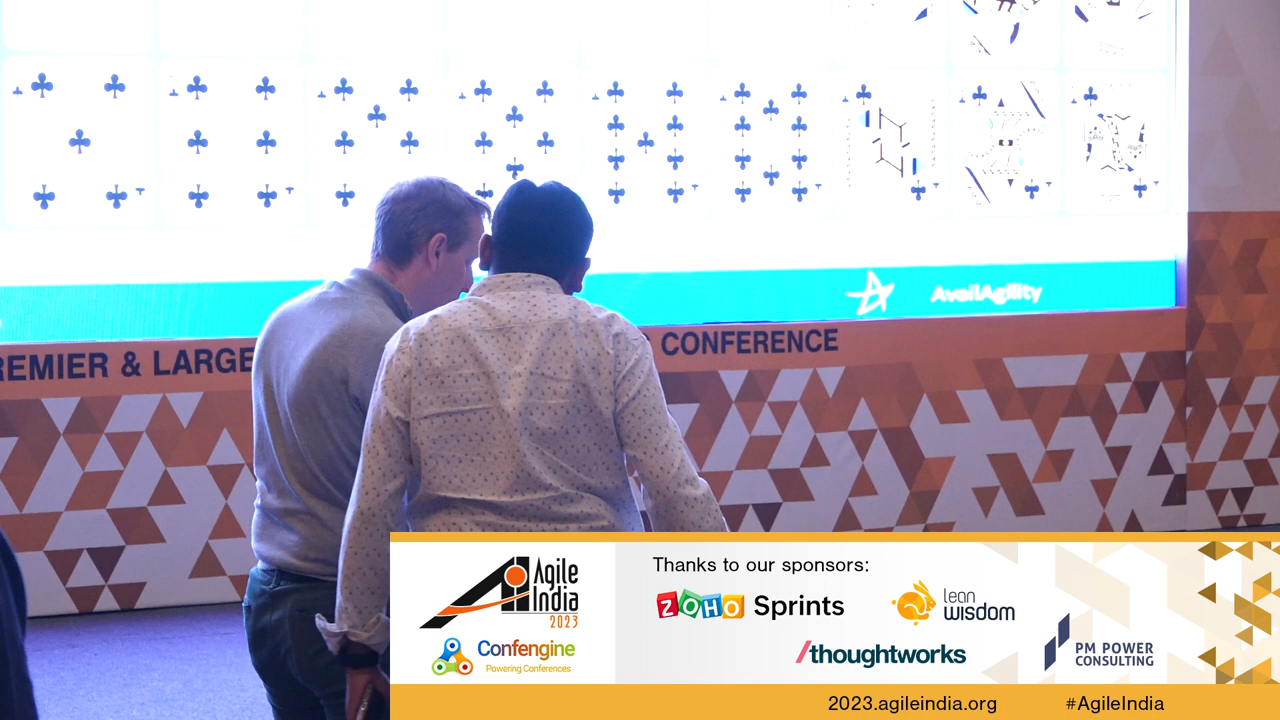 AvailAgility
REMIER & LARGE
CONFERENCE
Agile
India
2023
Confengine
Powering Conferences
Thanks to our sponsors:
ZOHO Sprints
lean
wisdom
/thoughtworks
PM POWER
CONSULTING
2023.agileindia.org
#AgileIndia